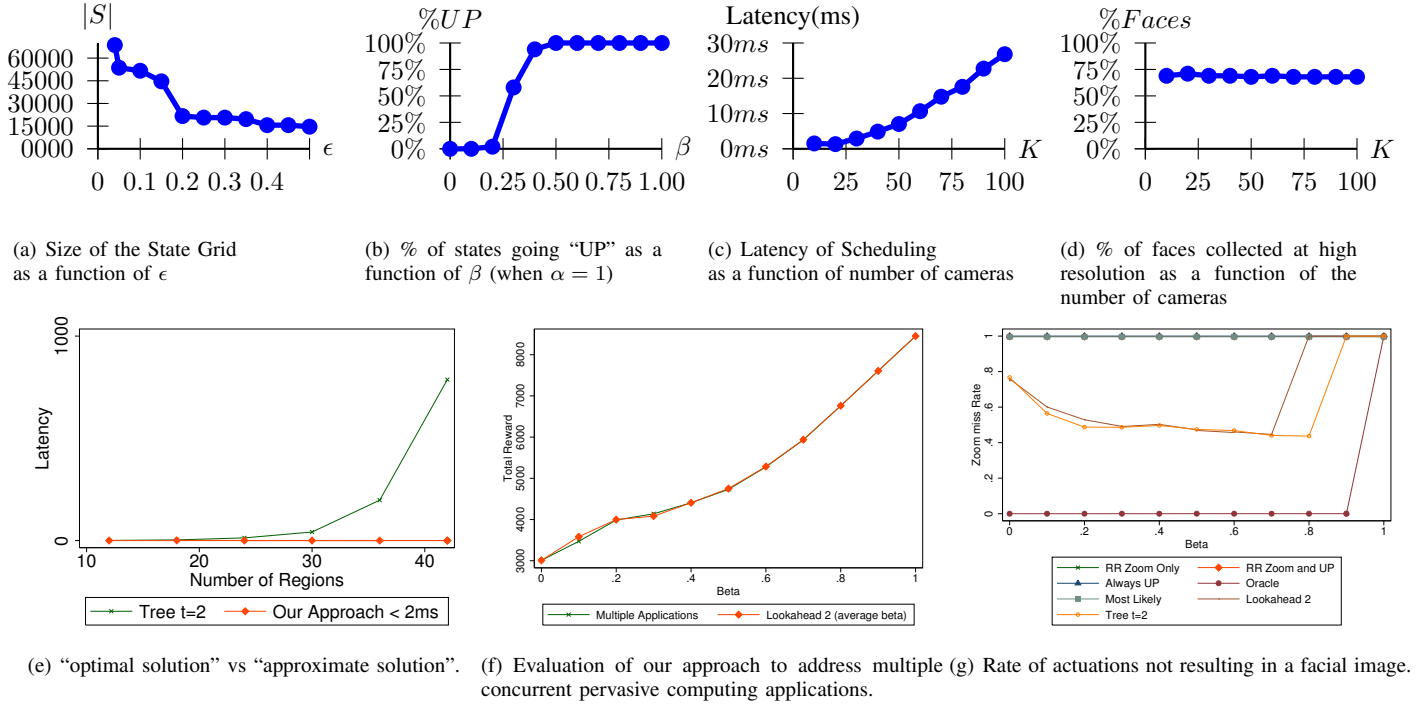 |S|
60000
45000
30000
15000
0000
ϵ
0 0.1 0.2 0.3 0.4
(a) Size of the State Grid
as a function of ϵ
%UP
100%
75%
50%
25%
0%
β
0 0.25 0.50 0.75 1.00
(b) % of states going “UP” as a
function of β (when α = 1)
Latency(ms)
30ms
20ms
10ms
0ms
K
0 25 50 75 100
(c) Latency of Scheduling
as a function of number of cameras
%Faces
100%
75%
50%
25%
0%
K
0 25 50 75 100
(d) % of faces collected at high
resolution as a function of the
number of cameras
1000
Latency
0
10 20 30 40
Number of Regions
Tree t=2 Our Approach < 2ms
(e) “optimal solution” vs “approximate solution”.
8000
7000
6000
Total Reward
5000
4000
3000
0 .2 .4 .6 .8 1
Beta
Multiple Applications Lookahead 2 (average beta)
(f) Evaluation of our approach to address multiple
concurrent pervasive computing applications.
1
.8
.6
Zoom miss Rate
.4
.2
0
0 .2 .4 .6 .8 1
Beta
RR Zoom Only RR Zoom and UP
Always UP Oracle
Most Likely Lookahead 2
Tree t=2
(g) Rate of actuations not resulting in a facial image.